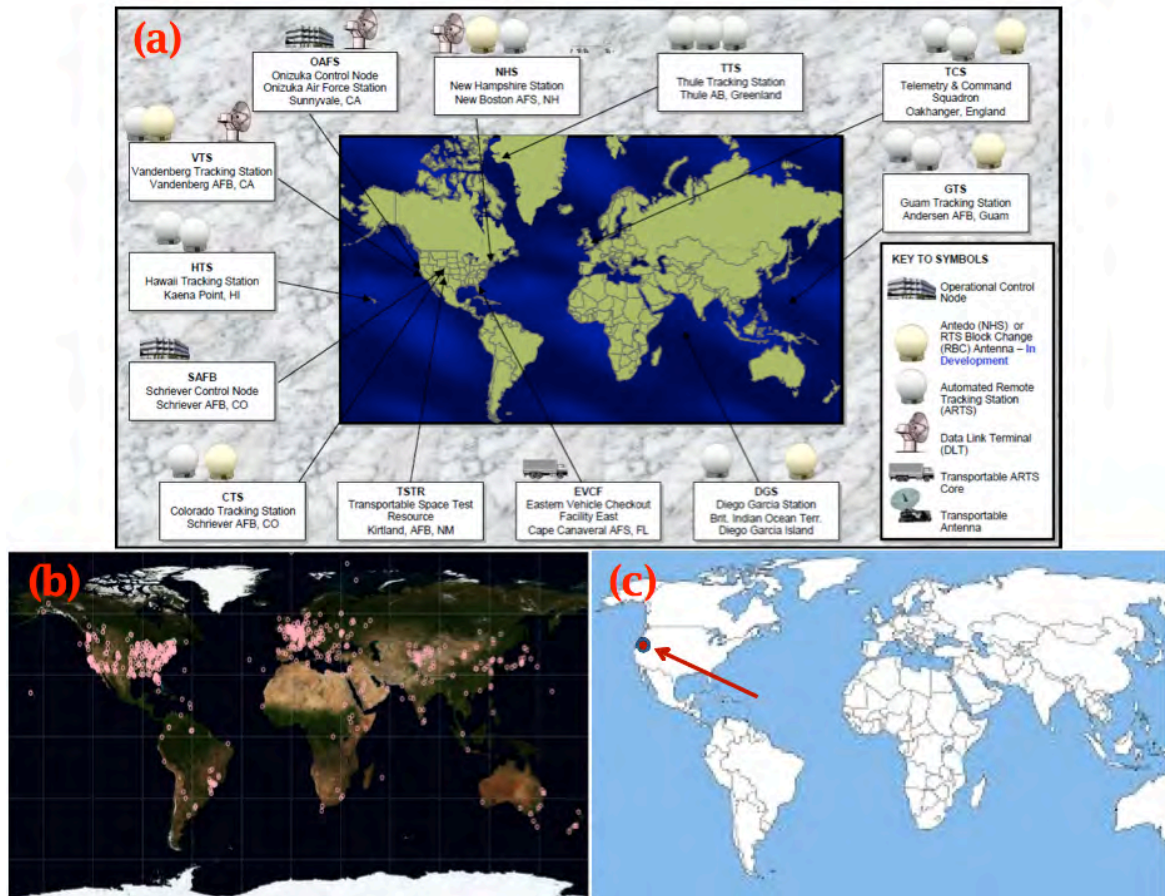 (a)
OAFS
Onizuka Control Node
Onizuka Air Force Station
Sunnyvale, CA
NHS
New Hampshire Station
New Boston AFS, NH
TTS
Thule Tracking Station
Thule AB, Greenland
TCS
Telemetry & Command
Squadron
Oakhanger, England
VTS
Vandenberg Tracking Station
Vandenberg AFB, CA
GTS
Guam Tracking Station
Andersen AFB, Guam
HTS
Hawaii Tracking Station
Kaena Point, HI
SAFB
Schriever Control Node
Schriever AFB, CO
KEY TO SYMBOLS
Operational Control
Node
Antedo (NHS) or
RTS Block Change
(RBC) Antenna – In
Development
Automated Remote
Tracking Station
(ARTS)
Data Link Terminal
(DLT)
Transportable ARTS
Core
Transportable
Antenna
CTS
Colorado Tracking Station
Schriever AFB, CO
TSTR
Transportable Space Test
Resource
Kirtland, AFB, NM
EVCF
Eastern Vehicle Checkout
Facility East
Cape Canaveral AFS, FL
DGS
Diego Garcia Station
Brit. Indian Ocean Terr.
Diego Garcia Island
(b)
(c)